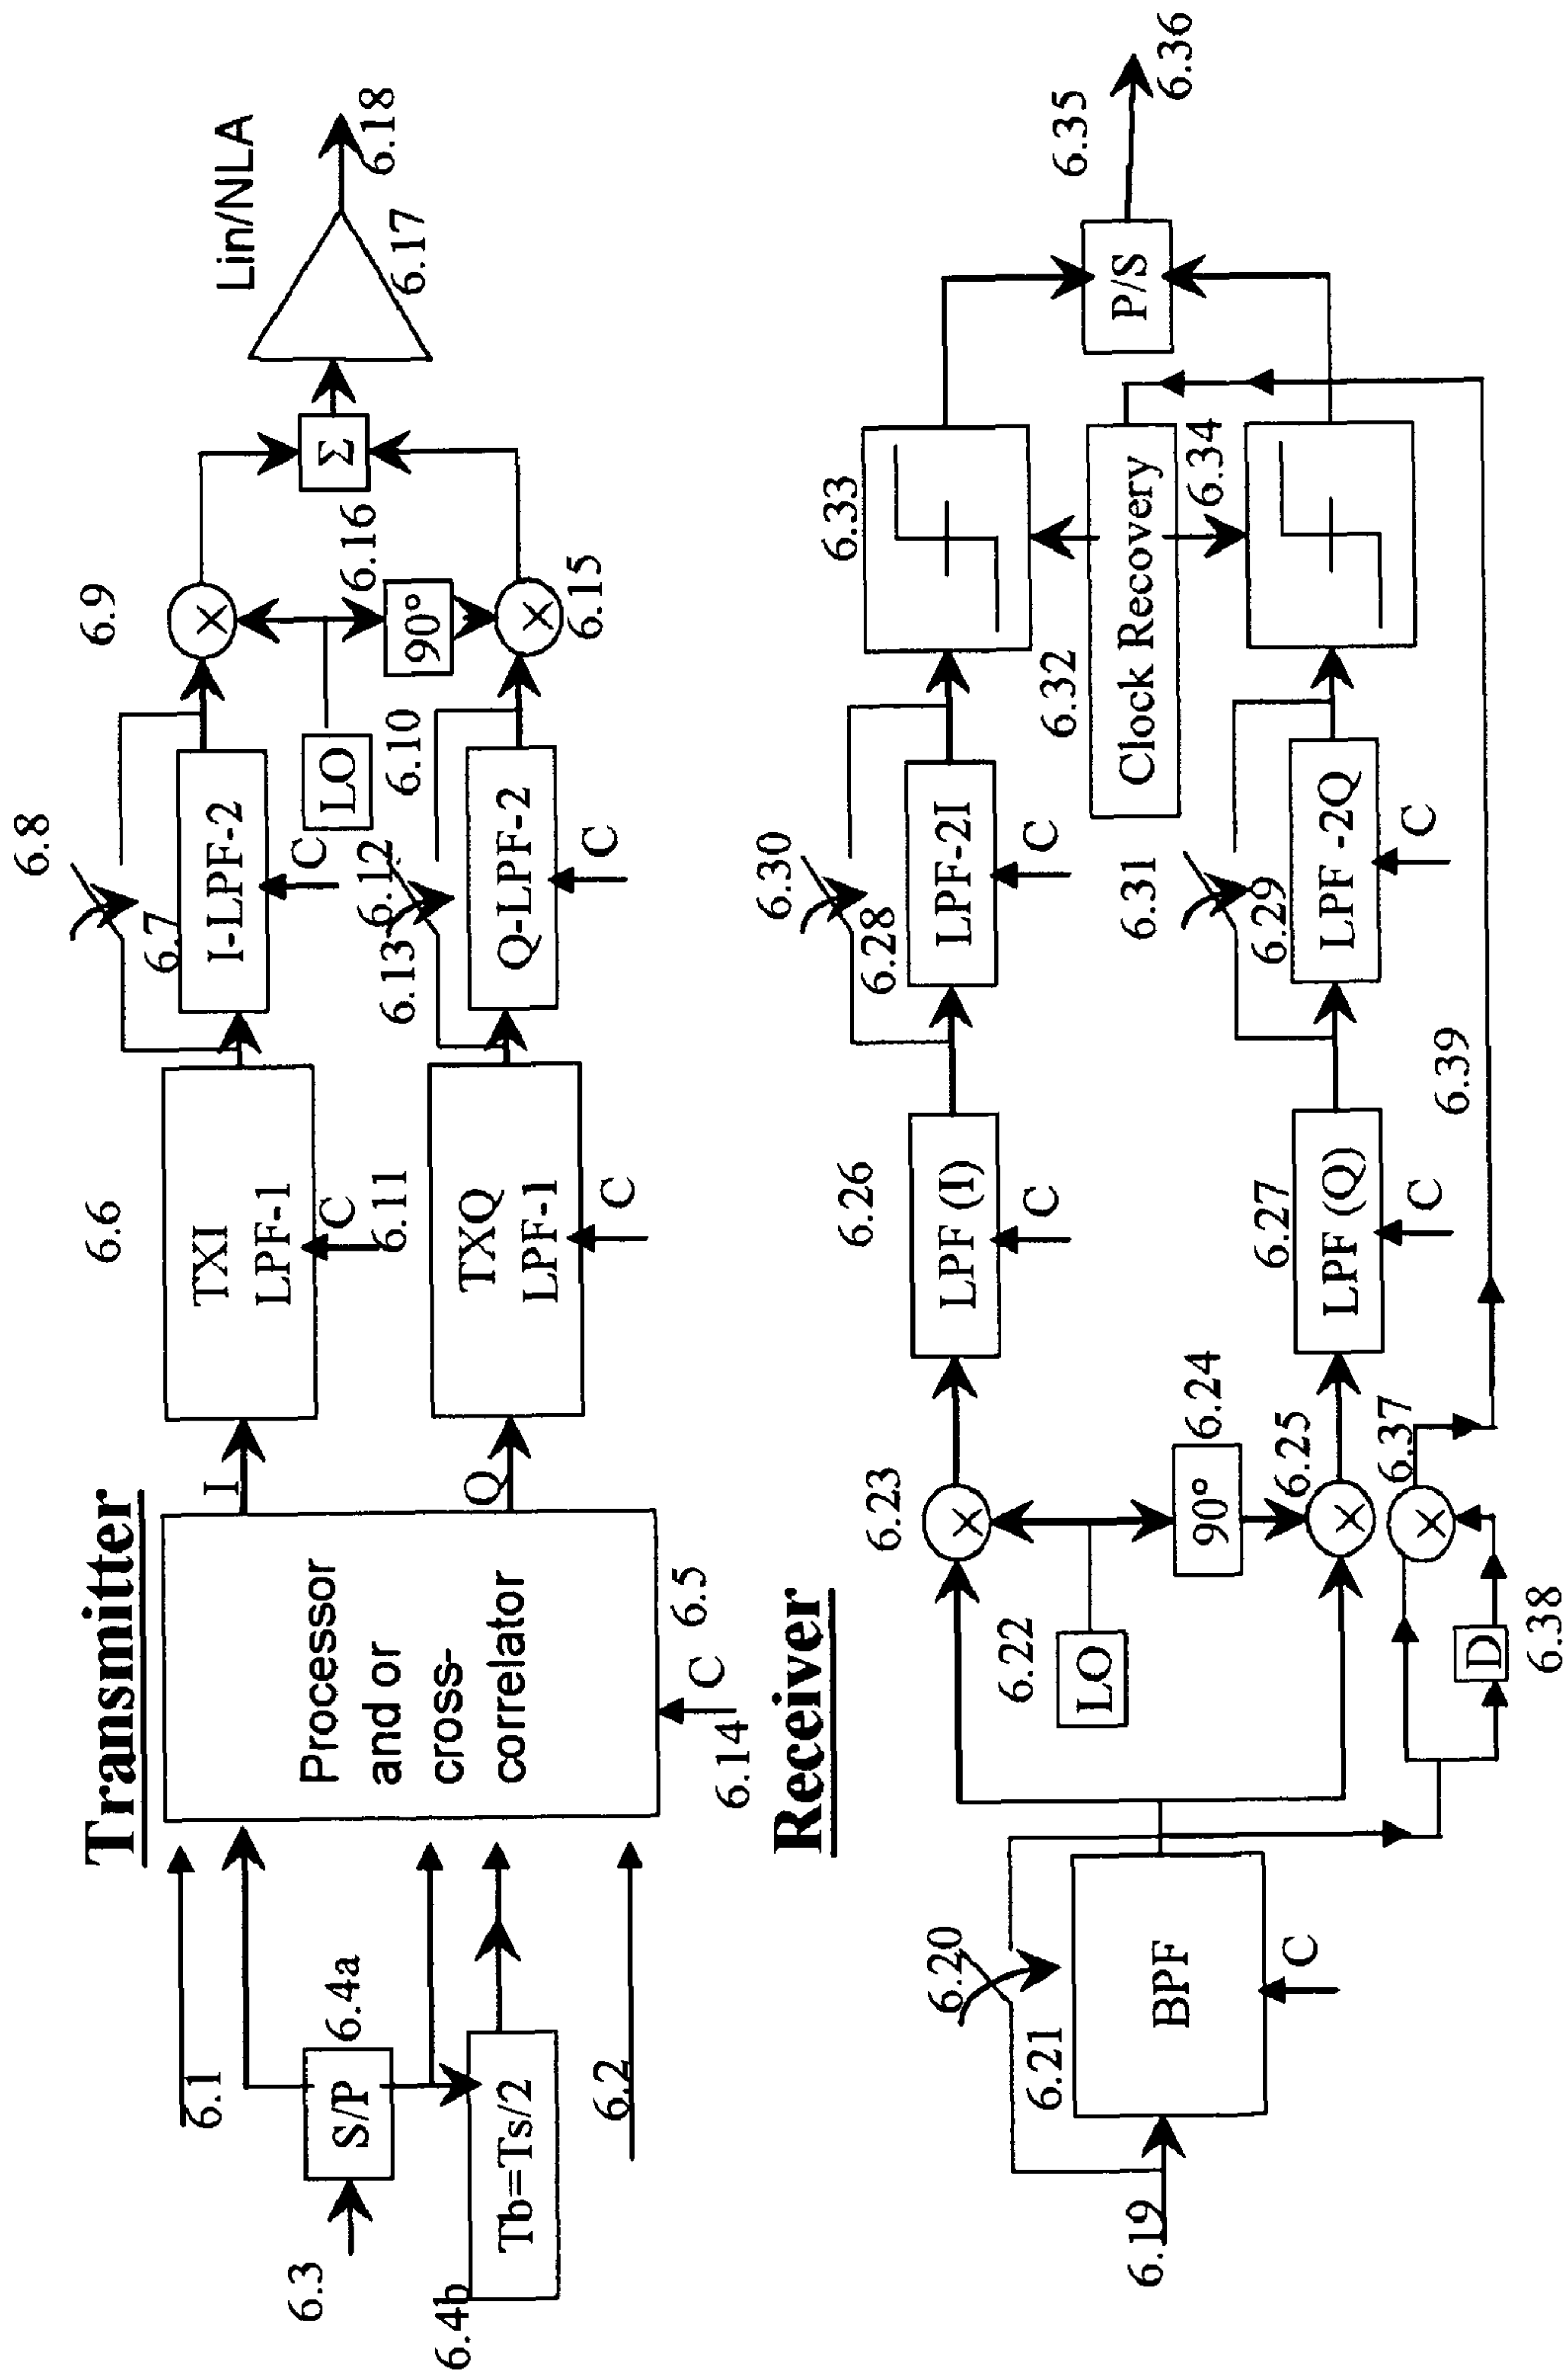 Transmitter
6.1
6.3
S/P
6.4a
6.4b
Tb=Ts/2
6.2
Processor
and or
cross-
correlator
6.5
6.14
C
I
Q
6.6
TXI
LPF-1
C
6.11
TXQ
LPF-1
C
6.7
6.8
I-LPF-2
C
6.12
6.13
Q-LPF-2
C
LO
6.10
6.9
6.16
90°
6.15
Σ
Lin/NLA
6.17
6.18
Receiver
6.19
6.20
6.21
BPF
C
6.22
LO
6.23
6.24
90°
6.25
6.37
D
6.38
6.26
LPF (I)
C
6.27
LPF (Q)
C
6.39
6.30
6.28
LPF-2I
C
6.31
6.29
LPF -2Q
C
6.32
Clock Recovery
6.33
6.34
P/S
6.35
6.36